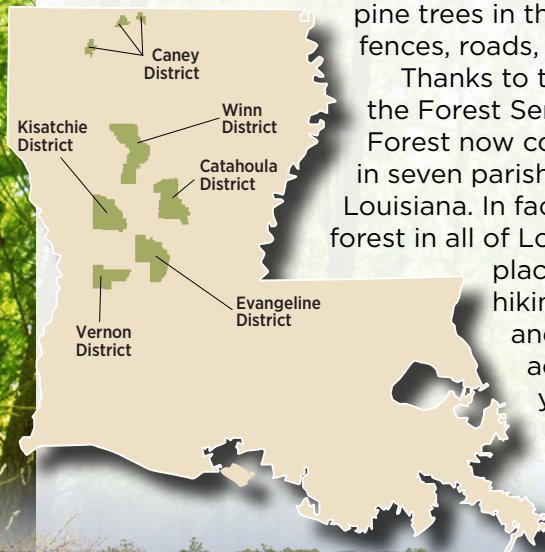 pine trees in th
fences, roads,
Thanks to t
the Forest Ser
Forest now co
in seven parish
Louisiana. In fac
forest in all of Lo
plac
hikin
and
ac
y
Caney
District
Winn
District
Kisatchie
District
Catahoula
District
Evangeline
District
Vernon
District